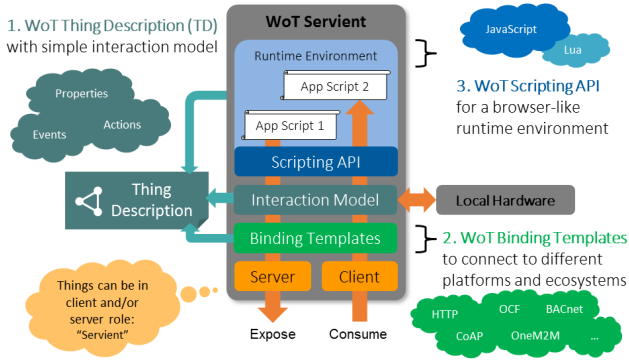 1. WoT Thing Description (TD)
with simple interaction model
Properties
Events
Actions
Thing
Description
Things can be in
client and/or
server role:
“Servient”
WoT Servient
Runtime Environment
App Script 2
App Script 1
Scripting API
Interaction Model
Binding Templates
Server
Client
Expose
Consume
JavaScript
Lua
3. WoT Scripting API
for a browser-like
runtime environment
Local Hardware
2. WoT Binding Templates
to connect to different
platforms and ecosystems
HTTP
OCF
BACnet
CoAP
OneM2M
...